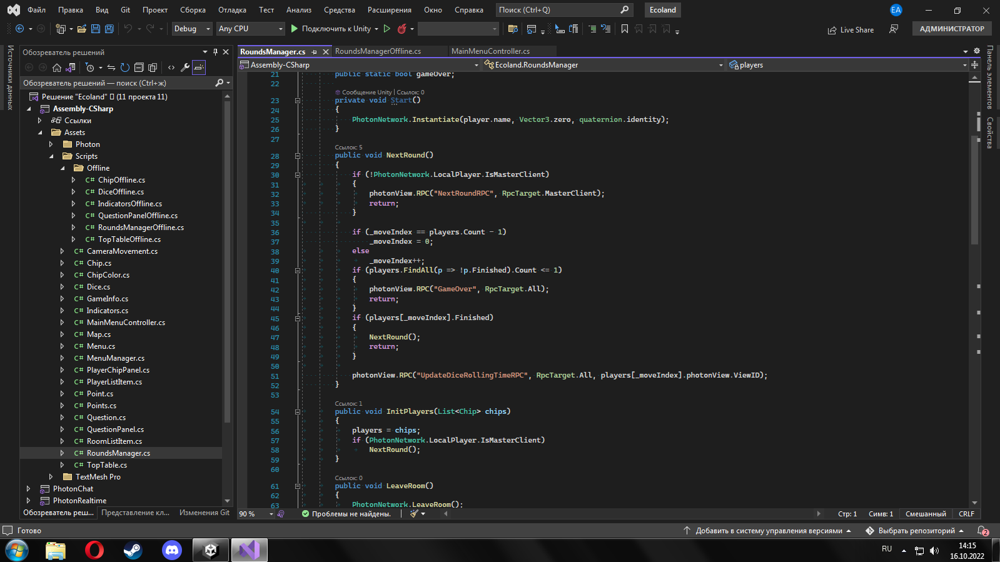 Файл Правка Вид Git Проект Сборка Отладка Тест Анализ Средства Расширения Окно Справка Поиск (Ctrl+Q) Ecoland EA
Debug Any CPU Подключить к Unity Live Share АДМИНИСТРАТОР
Источники данных
Обозреватель решений
Обозреватель решений — поиск (Ctrl+ж)
Решение "Ecoland" (11 проекта 11)
Assembly-CSharp
Ссылки
Assets
Photon
Scripts
Offline
C# ChipOffline.cs
C# DiceOffline.cs
C# IndicatorsOffline.cs
C# QuestionPanelOffline.cs
C# RoundsManagerOffline.cs
C# TopTableOffline.cs
C# CameraMovement.cs
C# Chip.cs
C# ChipColor.cs
C# Dice.cs
C# GameInfo.cs
C# Indicators.cs
C# MainMenuController.cs
C# Map.cs
C# Menu.cs
C# MenuManager.cs
C# PlayerChipPanel.cs
C# PlayerListItem.cs
C# Point.cs
C# Points.cs
C# Question.cs
C# QuestionPanel.cs
C# RoomListItem.cs
C# RoundsManager.cs
C# TopTable.cs
TextMesh Pro
PhotonChat
PhotonRealtime
Обозреватель реш... Представление кл... Изменения Git
RoundsManager.cs RoundsManagerOffline.cs MainMenuController.cs
Assembly-CSharp Ecoland.RoundsManager players
21 public static bool gameOver;
22
Сообщение Unity | Ссылок: 0
23 private void Start()
24 {
25 PhotonNetwork.Instantiate(player.name, Vector3.zero, quaternion.identity);
26 }
27
Ссылок: 5
28 public void NextRound()
29 {
30 if (!PhotonNetwork.LocalPlayer.IsMasterClient)
31 {
32 photonView.RPC("NextRoundRPC", RpcTarget.MasterClient);
33 return;
34 }
35
36 if (_moveIndex == players.Count - 1)
37 _moveIndex = 0;
38 else
39 _moveIndex++;
40 if (players.FindAll(p => !p.Finished).Count <= 1)
41 {
42 photonView.RPC("GameOver", RpcTarget.All);
43 return;
44 }
45 if (players[_moveIndex].Finished)
46 {
47 NextRound();
48 return;
49 }
50
51 photonView.RPC("UpdateDiceRollingTimeRPC", RpcTarget.All, players[_moveIndex].photonView.ViewID);
52 }
53
Ссылок: 1
54 public void InitPlayers(List<Chip> chips)
55 {
56 players = chips;
57 if (PhotonNetwork.LocalPlayer.IsMasterClient)
58 NextRound();
59 }
60
Ссылок: 0
61 public void LeaveRoom()
62 {
63 PhotonNetwork.LeaveRoom();
90 % Проблемы не найдены. Стр: 1 Симв: 1 Смешанный CRLF
Панель элементов
Свойства
Готово Добавить в систему управления версиями Выбрать репозиторий 2
RU 14:15
16.10.2022